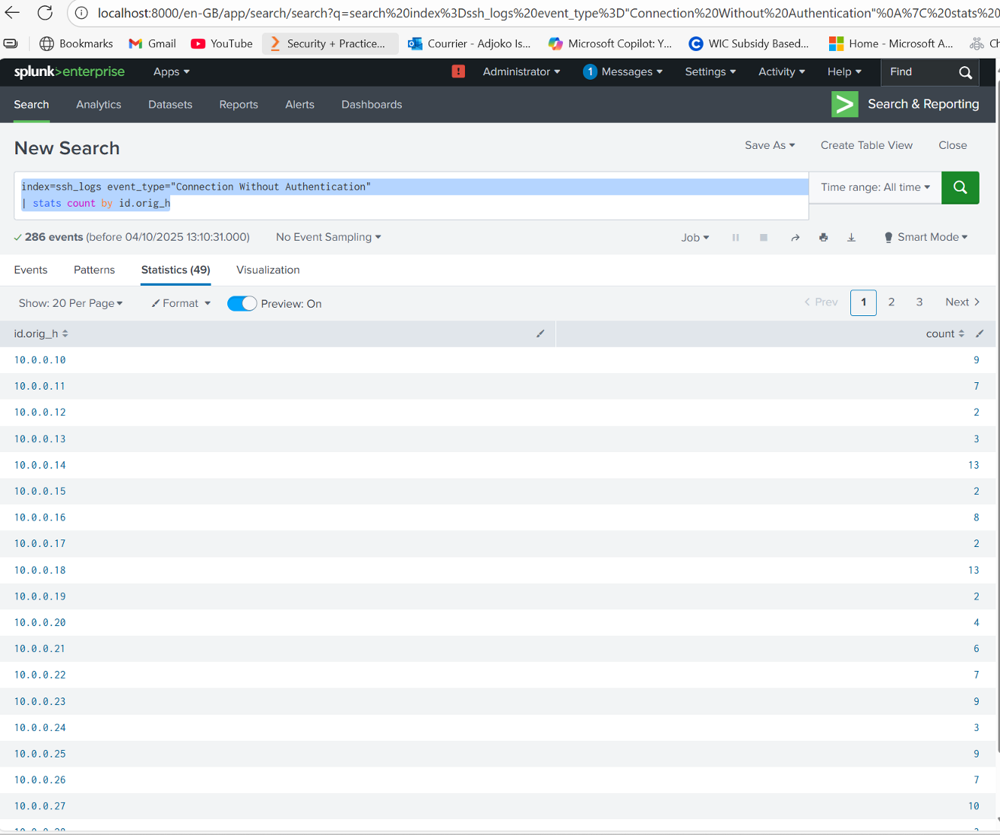 localhost:8000/en-GB/app/search/search?q=search%20index%3Dssh_logs%20event_type%3D"Connection%20Without%20Authentication"%0A%7C%20stats%20
Bookmarks Gmail YouTube Security + Practice... Courrier - Adjoko Is... Microsoft Copilot: Y... WIC Subsidy Based... Home - Microsoft A... Ch
splunk>enterprise Apps ! Administrator 1 Messages Settings Activity Help Find
Search Analytics Datasets Reports Alerts Dashboards > Search & Reporting
New Search Save As Create Table View Close
index=ssh_logs event_type="Connection Without Authentication" Time range: All time
| stats count by id.orig_h
286 events (before 04/10/2025 13:10:31.000) No Event Sampling Job Smart Mode
Events Patterns Statistics (49) Visualization
Show: 20 Per Page Format Preview: On < Prev 1 2 3 Next >
id.orig_h count
10.0.0.10 9
10.0.0.11 7
10.0.0.12 2
10.0.0.13 3
10.0.0.14 13
10.0.0.15 2
10.0.0.16 8
10.0.0.17 2
10.0.0.18 13
10.0.0.19 2
10.0.0.20 4
10.0.0.21 6
10.0.0.22 7
10.0.0.23 9
10.0.0.24 3
10.0.0.25 9
10.0.0.26 7
10.0.0.27 10